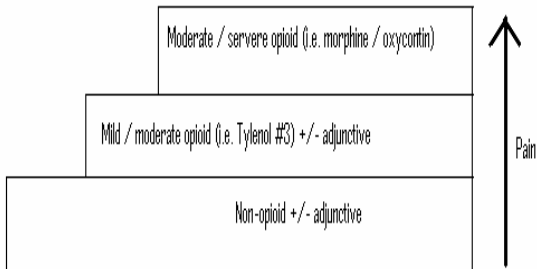 Moderate / servere opioid (i.e. morphine / oxycontin)
Mild / moderate opioid (i.e. Tylenol #3) +/- adjunctive
Pain
Non-opioid +/- adjunctive